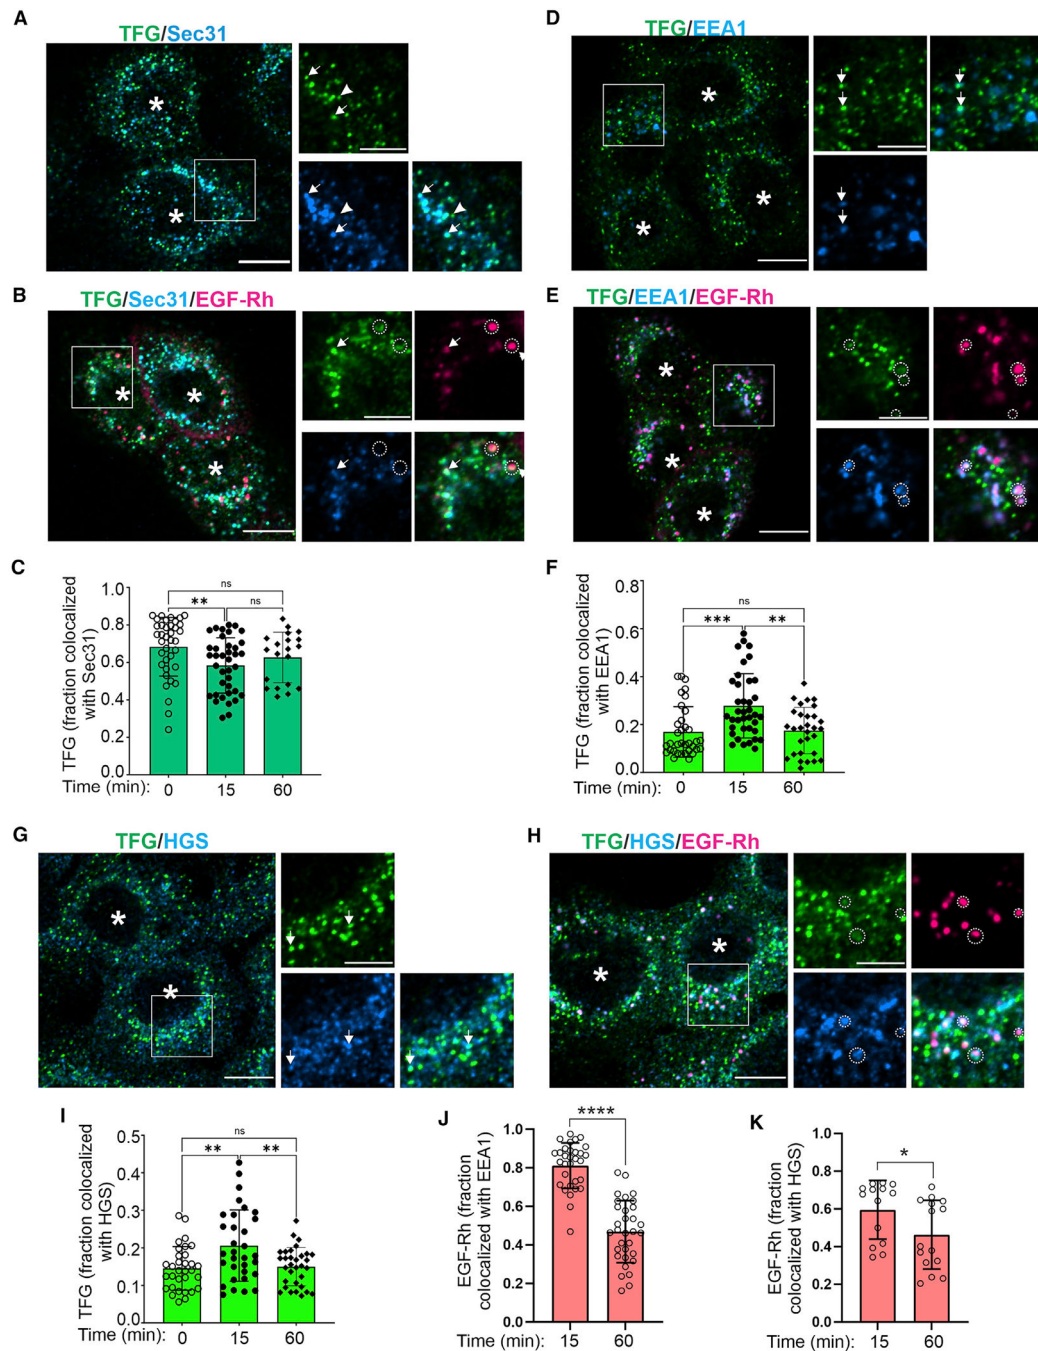 A
TFG/Sec31
D
TFG/EEA1
B
TFG/Sec31/EGF-Rh
E
TFG/EEA1/EGF-Rh
C
TFG (fraction colocalized
with Sec31)
1.0
0.8
0.6
0.4
0.2
0.0
ns
** ns
Time (min): 0 15 60
F
TFG (fraction colocalized
with EEA1)
0.8
0.6
0.4
0.2
0.0
ns
*** **
Time (min): 0 15 60
G
TFG/HGS
H
TFG/HGS/EGF-Rh
I
TFG (fraction colocalized
with HGS)
0.5
0.4
0.3
0.2
0.1
0.0
ns
** **
Time (min): 0 15 60
J
EGF-Rh (fraction
colocalized with EEA1)
1.0
0.8
0.6
0.4
0.2
0.0
****
Time (min): 15 60
K
EGF-Rh (fraction
colocalized with HGS)
1.0
0.8
0.6
0.4
0.2
0.0
*
Time (min): 15 60